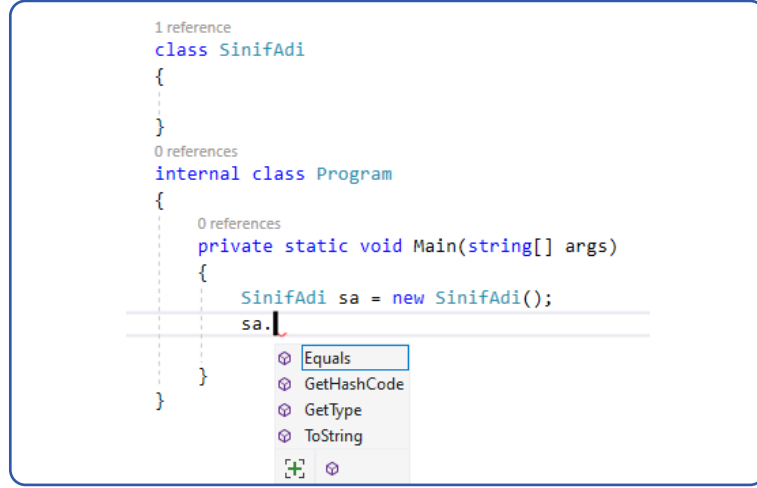 1 reference
class SinifAdi
{
}
0 references
internal class Program
{
0 references
private static void Main(string[] args)
{
SinifAdi sa = new SinifAdi();
sa.
Equals
}
GetHashCode
}
GetType
ToString